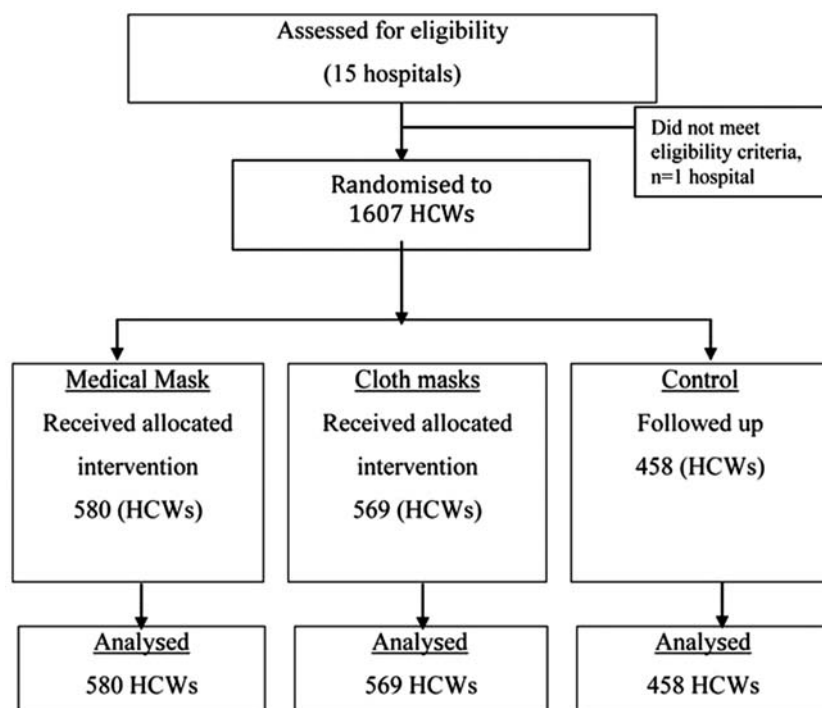 Assessed for eligibility
(15 hospitals)
Did not meet
eligibility criteria,
n=1 hospital
Randomised to
1607 HCWs
Medical Mask
Received allocated
intervention
580 (HCWs)
Cloth masks
Received allocated
intervention
569 (HCWs)
Control
Followed up
458 (HCWs)
Analysed
580 HCWs
Analysed
569 HCWs
Analysed
458 HCWs